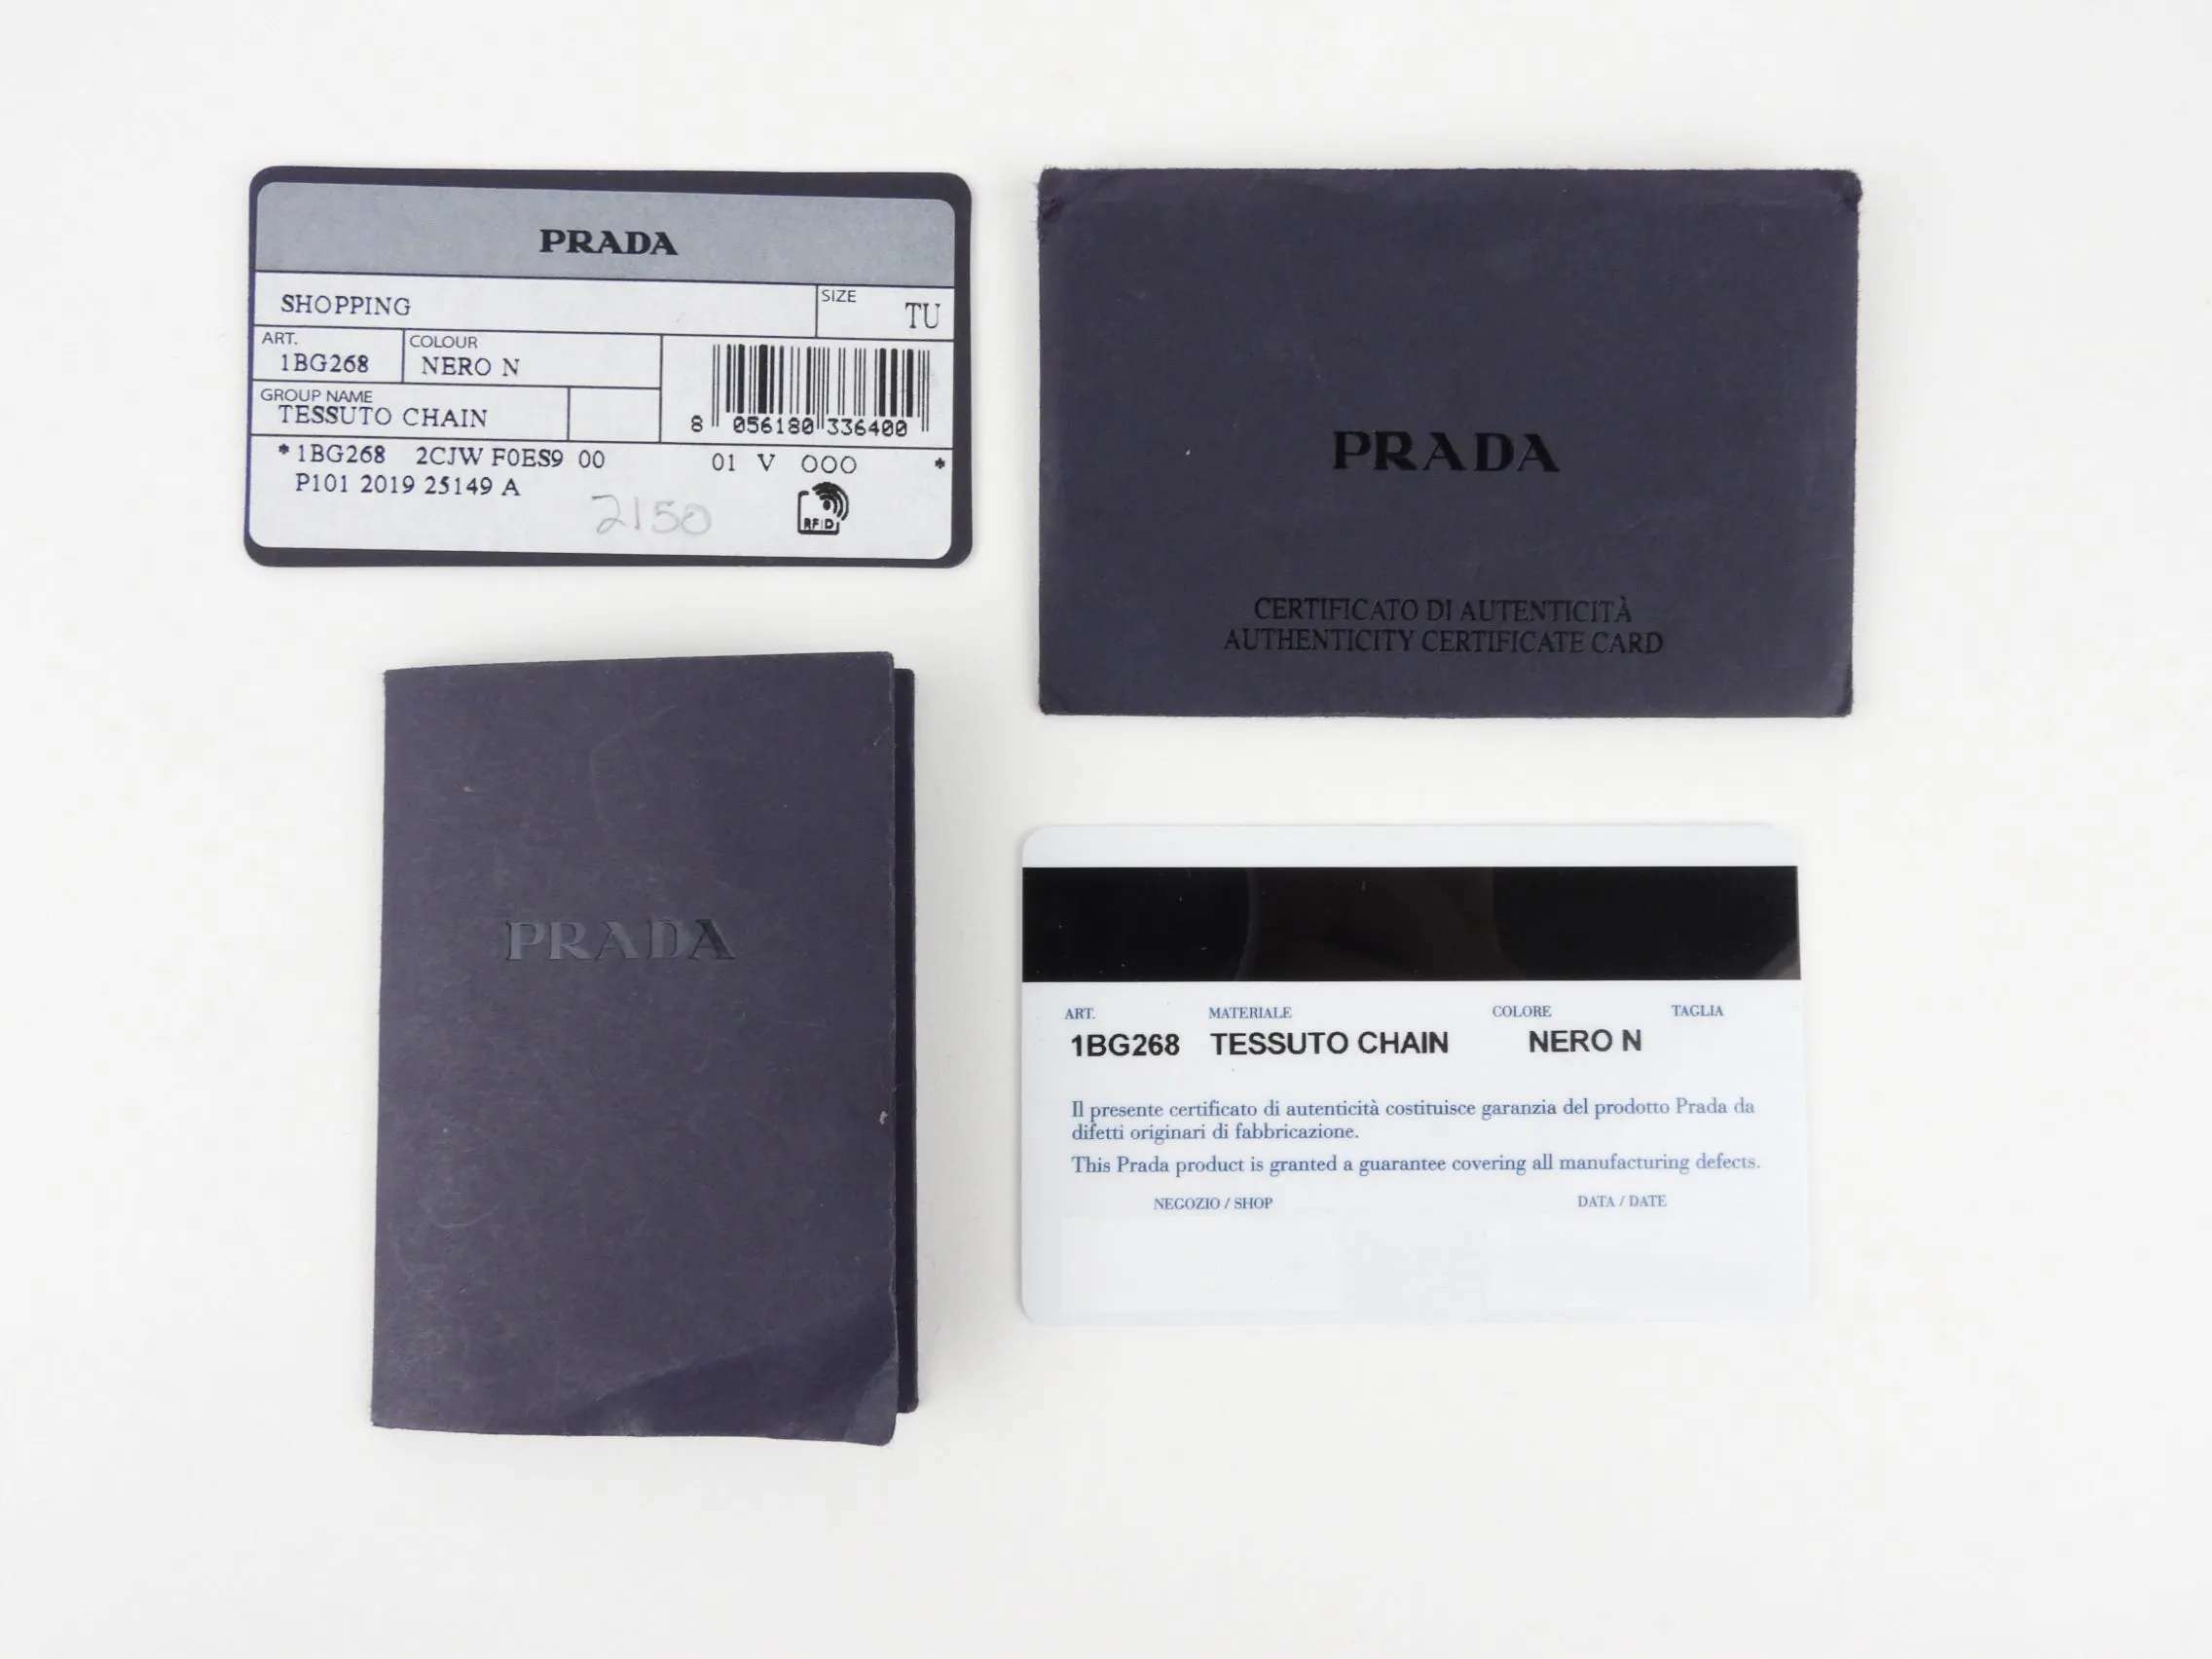 PRADA
SHOPPING
SIZE
TU
ART.
1BG268
COLOUR
NERO N
GROUP NAME
TESSUTO CHAIN
8 056180 336400
*1BG268 2CJW F0ES9 00 01 V OOO *
P101 2019 25149 A
2150
RFID
PRADA
CERTIFICATO DI AUTENTICITÀ
AUTHENTICITY CERTIFICATE CARD
PRADA
ART. MATERIALE COLORE TAGLIA
1BG268 TESSUTO CHAIN NERO N
Il presente certificato di autenticità costituisce garanzia del prodotto Prada da
difetti originari di fabbricazione.
This Prada product is granted a guarantee covering all manufacturing defects.
NEGOZIO / SHOP DATA / DATE